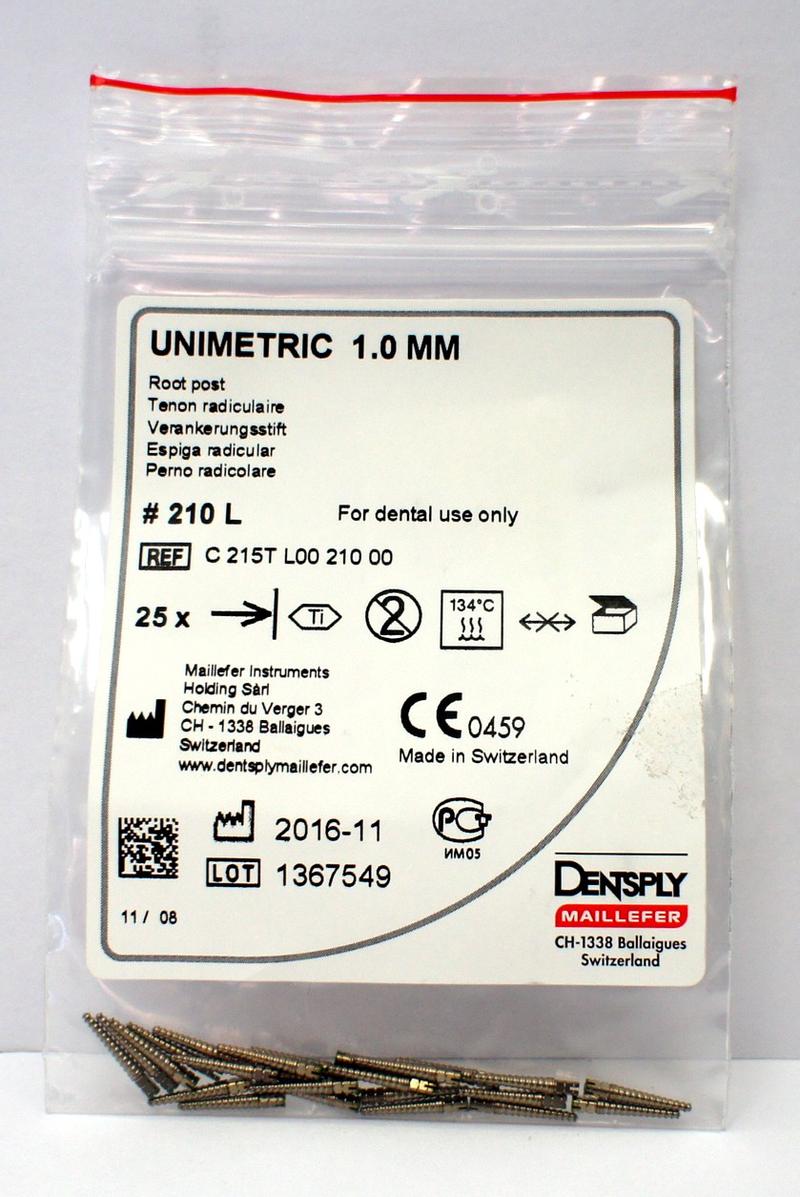 UNIMETRIC 1.0 MM
Root post
Tenon radiculaire
Verankerungsstift
Espiga radicular
Perno radicolare
# 210 L For dental use only
REF C 215T L00 210 00
25 x Ti 2 134°C
Maillefer Instruments
Holding Sàrl
Chemin du Verger 3
CH - 1338 Ballaigues
Switzerland
www.dentsplymaillefer.com
CE 0459
Made in Switzerland
2016-11
LOT 1367549
РСТ
ИМ05
11 / 08
DENTSPLY
MAILLEFER
CH-1338 Ballaigues
Switzerland